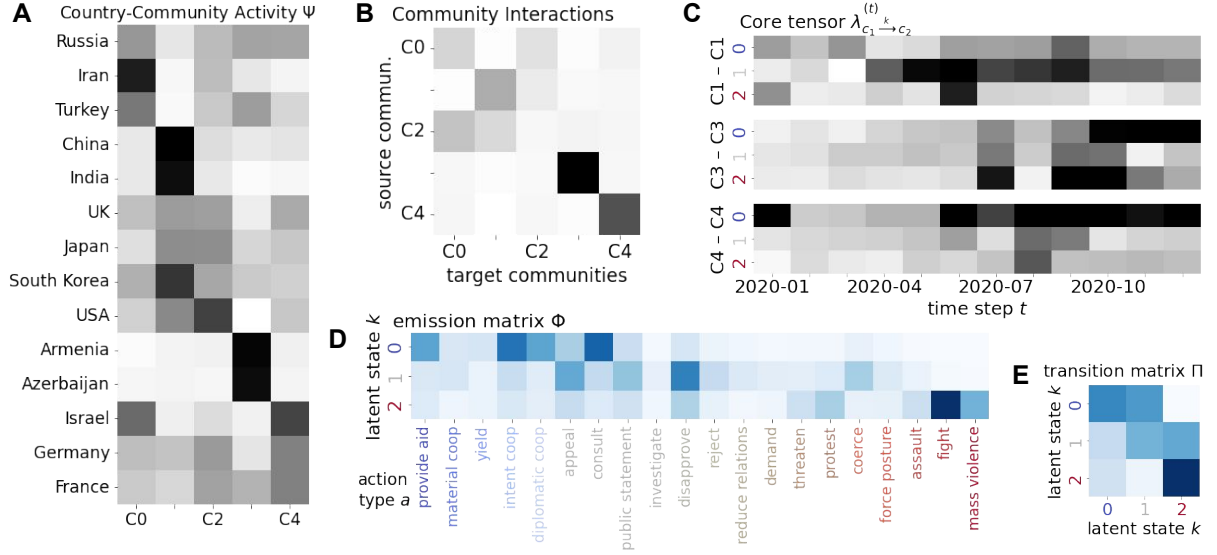 A
Country-Community Activity Ψ
Russia
Iran
Turkey
China
India
UK
Japan
South Korea
USA
Armenia
Azerbaijan
Israel
Germany
France
C0
C2
C4
B
Community Interactions
source commun.
C0
C2
C4
C0
C2
C4
target communities
C
Core tensor λ(t) c1 k→ c2
C1 – C1
0
1
2
C3 – C3
0
1
2
C4 – C4
0
1
2
2020-01
2020-04
2020-07
2020-10
time step t
D
emission matrix Φ
latent state k
0
1
2
action
type a
provide aid
material coop
yield
intent coop
diplomatic coop
appeal
consult
public statement
investigate
disapprove
reject
reduce relations
demand
threaten
protest
coerce
force posture
assault
fight
mass violence
E
transition matrix Π
latent state k
0
1
2
0
1
2
latent state k